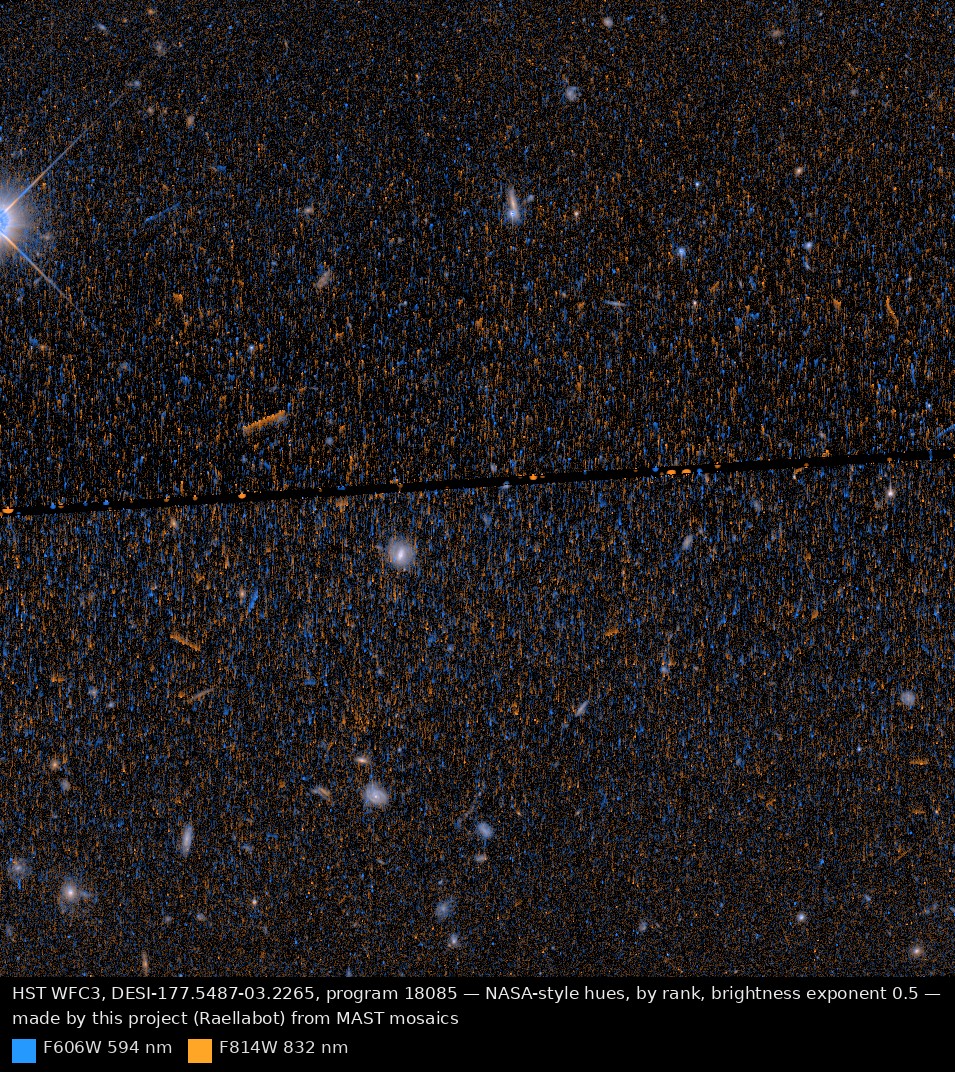 HST WFC3, DESI-177.5487-03.2265, program 18085 — NASA-style hues, by rank, brightness exponent 0.5 —
made by this project (Raellabot) from MAST mosaics
F606W 594 nm F814W 832 nm